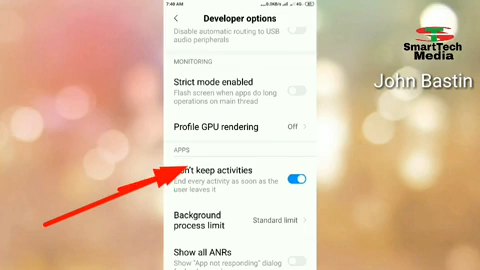 7:40 AM
...0.0KB/s
Developer options
Disable automatic routing to USB
audio peripherals
MONITORING
Strict mode enabled
Flash screen when apps do long
operations on main thread
Profile GPU rendering
Off
APPS
n't keep activities
End every activity as soon as the
user leaves it
Background
process limit
Standard limit
Show all ANRs
Show "App not responding" dialog
SmartTech
Media
John Bastin